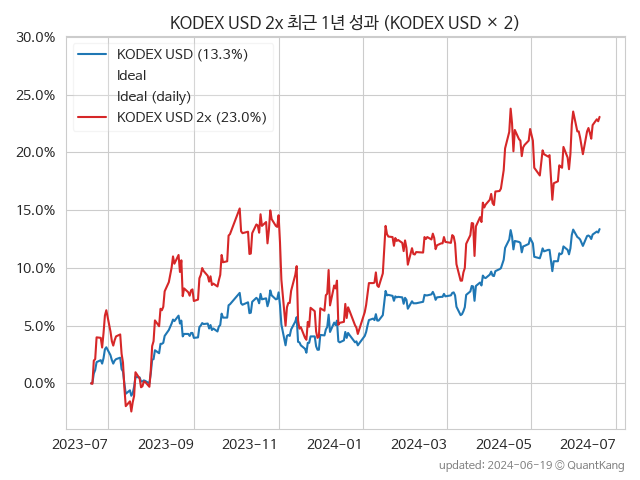 KODEX USD 2x 최근 1년 성과 (KODEX USD × 2)
30.0%
25.0%
20.0%
15.0%
10.0%
5.0%
0.0%
KODEX USD (13.3%)
Ideal
Ideal (daily)
KODEX USD 2x (23.0%)
2023-07 2023-09 2023-11 2024-01 2024-03 2024-05 2024-07
updated: 2024-06-19 © QuantKang